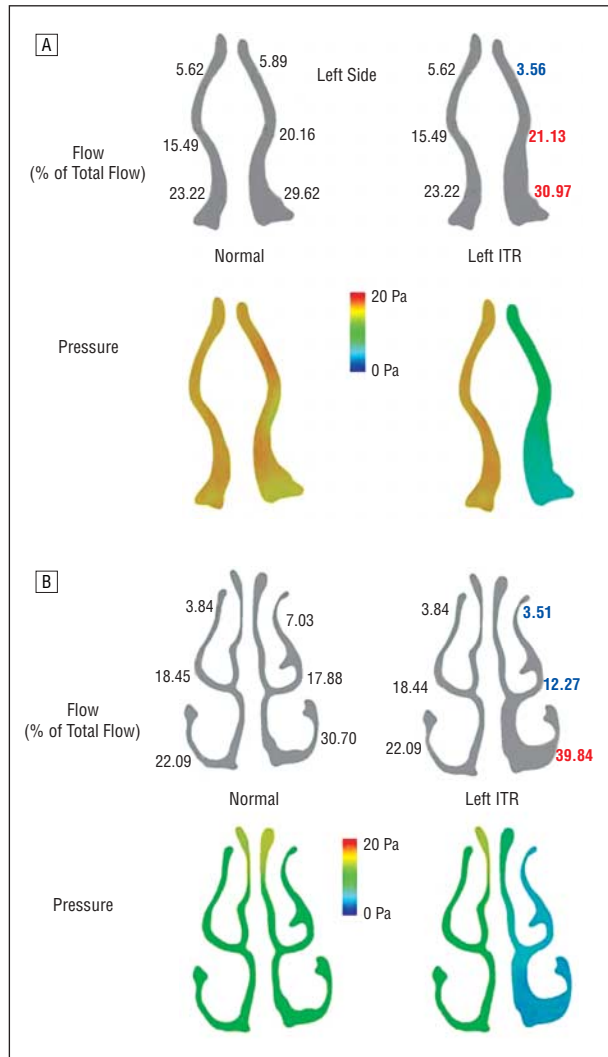 A
5.62 5.89 Left Side 5.62 3.56
15.49 20.16 15.49 21.13
Flow
(% of Total Flow)
23.22 29.62 23.22 30.97
Normal Left ITR
20 Pa
Pressure
0 Pa
B
3.84 7.03 3.84 3.51
18.45 17.88 18.44 12.27
Flow
(% of Total Flow)
22.09 30.70 22.09 39.84
Normal Left ITR
20 Pa
Pressure
0 Pa